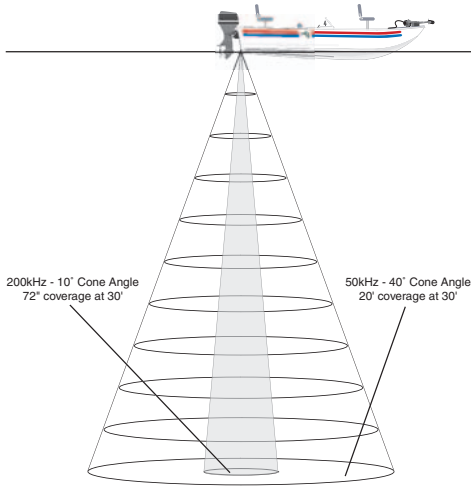 200kHz - 10˚ Cone Angle
72" coverage at 30'
50kHz - 40˚ Cone Angle
20' coverage at 30'